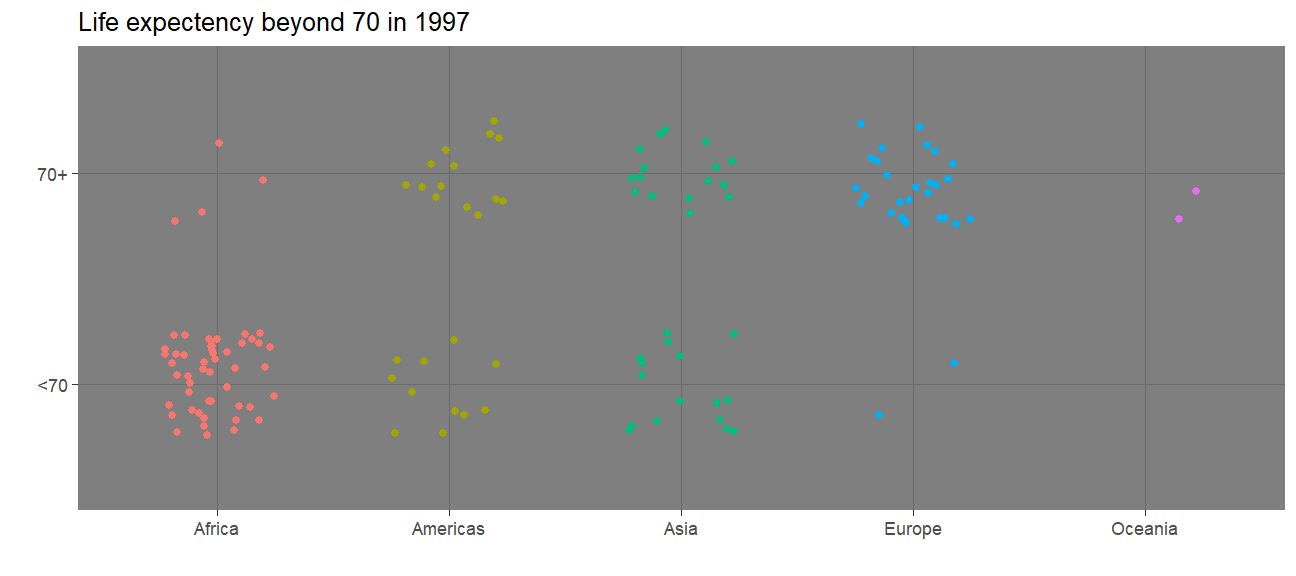 Life expectency beyond 70 in 1997
70+
<70
Africa
Americas
Asia
Europe
Oceania